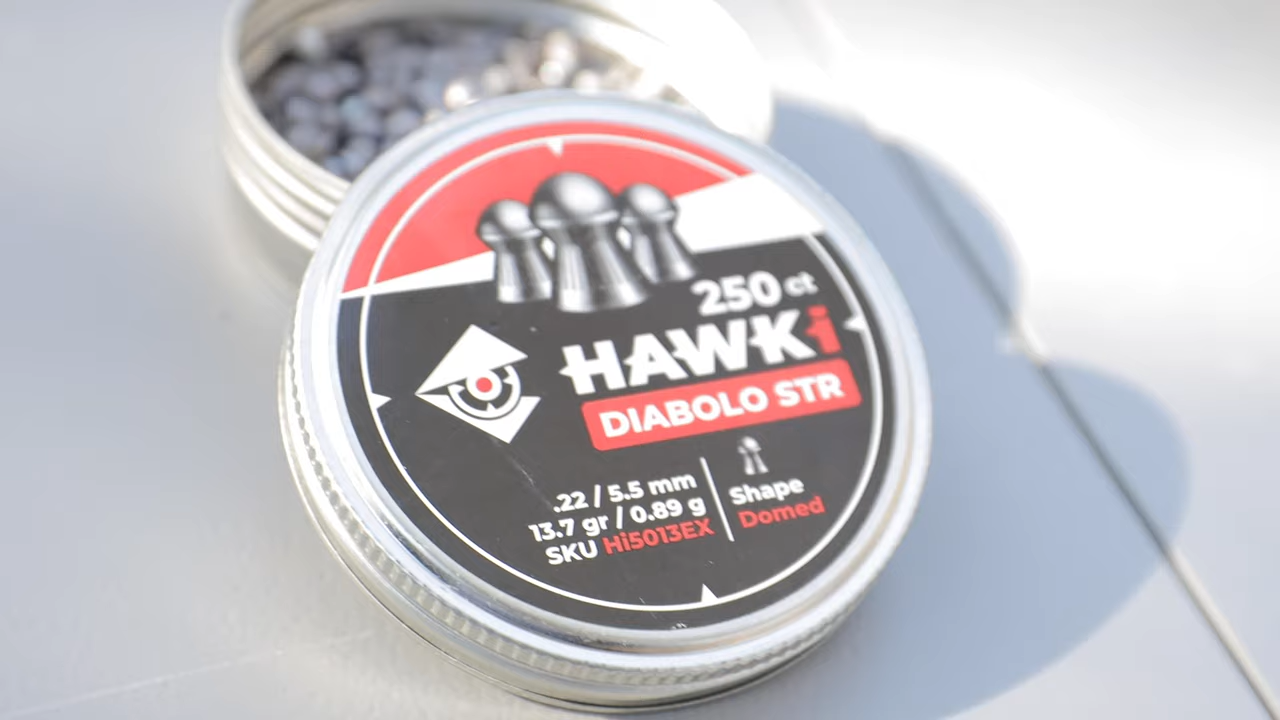 250 ct
HAWKi
DIABOLO STR
.22 / 5.5 mm
13.7 gr / 0.89 g
SKU Hi5013EX
Shape
Domed